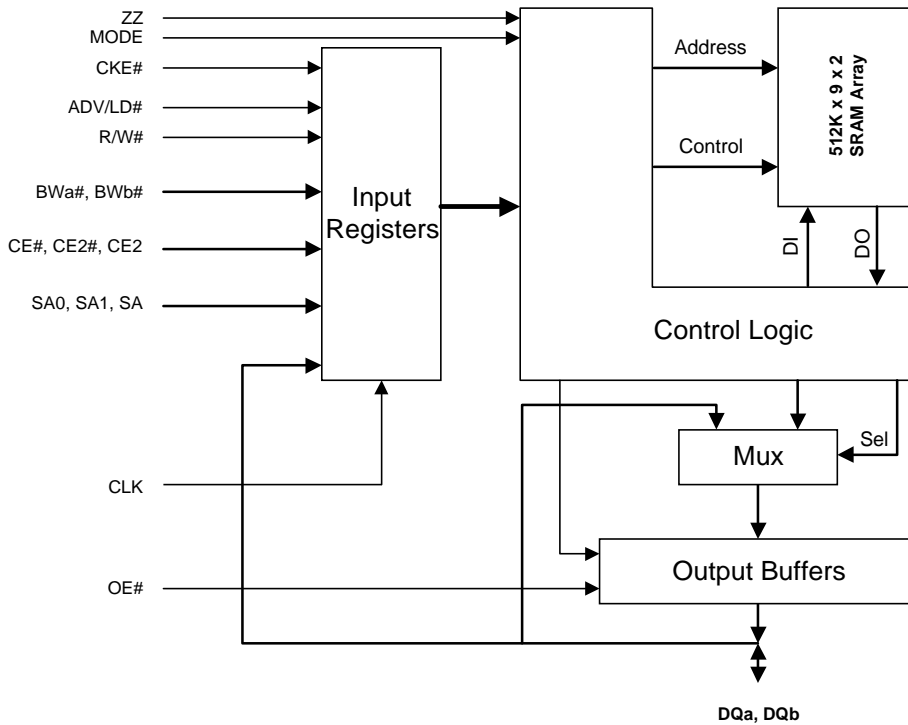 ZZ
MODE
CKE#
ADV/LD#
R/W#
BWa#, BWb#
CE#, CE2#, CE2
SA0, SA1, SA
CLK
OE#
Input
Registers
Address
Control
512K x 9 x 2
SRAM Array
DI
DO
Control Logic
Mux
Sel
Output Buffers
DQa, DQb